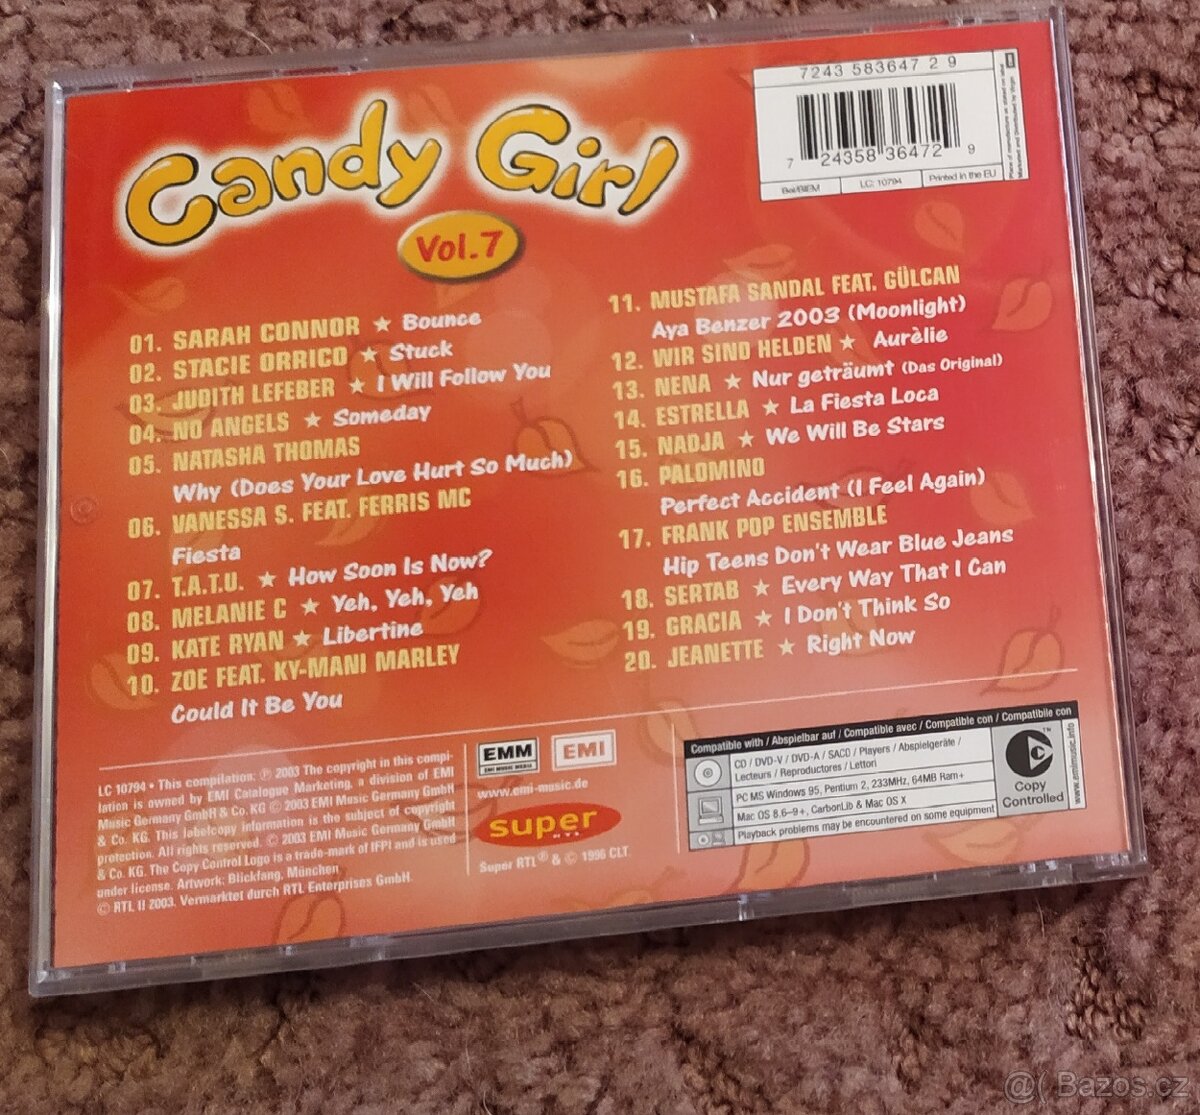 Candy Girl
Vol.7
7243 583647 2 9
7 24358 36472 9
Bel/BIEM LC: 10794 Printed in the EU
01. SARAH CONNOR ★ Bounce
02. STACIE ORRICO ★ Stuck
03. JUDITH LEFEBER ★ I Will Follow You
04. NO ANGELS ★ Someday
05. NATASHA THOMAS
Why (Does Your Love Hurt So Much)
06. VANESSA S. FEAT. FERRIS MC
Fiesta
07. T.A.T.U. ★ How Soon Is Now?
08. MELANIE C ★ Yeh, Yeh, Yeh
09. KATE RYAN ★ Libertine
10. ZOE FEAT. KY-MANI MARLEY
Could It Be You
11. MUSTAFA SANDAL FEAT. GÜLCAN
Aya Benzer 2003 (Moonlight)
12. WIR SIND HELDEN ★ Aurèlie
13. NENA ★ Nur geträumt (Das Original)
14. ESTRELLA ★ La Fiesta Loca
15. NADJA ★ We Will Be Stars
16. PALOMINO
Perfect Accident (I Feel Again)
17. FRANK POP ENSEMBLE
Hip Teens Don't Wear Blue Jeans
18. SERTAB ★ Every Way That I Can
19. GRACIA ★ I Don't Think So
20. JEANETTE ★ Right Now
LC 10794 • This compilation: ℗ 2003 The copyright in this compi-
lation is owned by EMI Catalogue Marketing, a division of EMI
Music Germany GmbH & Co. KG © 2003 EMI Music Germany GmbH
& Co. KG. This labelcopy information is the subject of copyright
protection. All rights reserved. © 2003 EMI Music Germany GmbH
& Co. KG. The Copy Control Logo is a trade-mark of IFPI and is used
under license. Artwork: Blickfang, München
© RTL II 2003. Vermarktet durch RTL Enterprises GmbH.
EMM
EMI
www.emi-music.de
super
Super RTL® & © 1996 CLT.
Compatible with / Abspielbar auf / Compatible avec / Compatible con / Compatibile con
CD / DVD-V / DVD-A / SACD / Players / Abspielgeräte /
Lecteurs / Reproductores / Lettori
PC MS Windows 95, Pentium 2, 233MHz, 64MB Ram+
Mac OS 8.6-9+, CarbonLib & Mac OS X
Playback problems may be encountered on some equipment
Copy
Controlled
™
www.emimusic.info
@( Bazos.cz